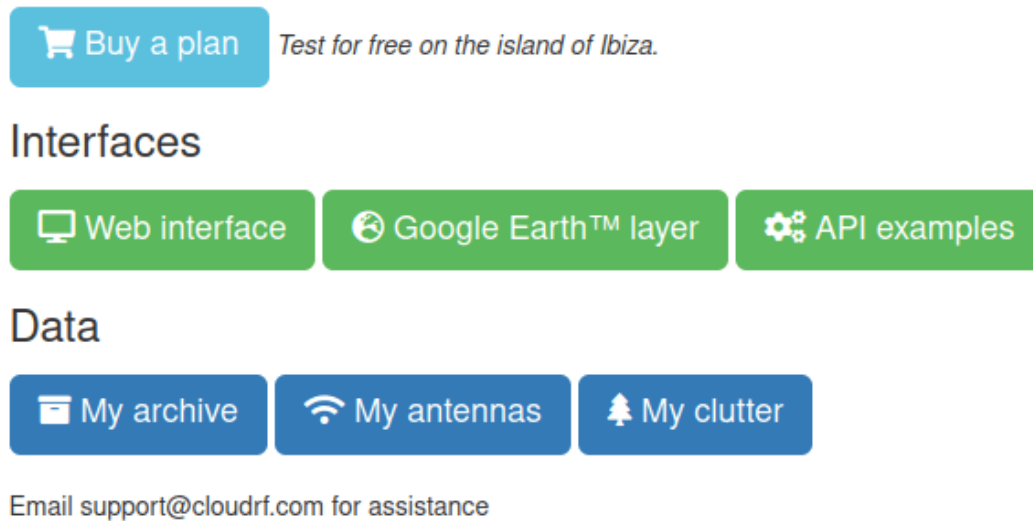 Buy a plan Test for free on the island of Ibiza.
Interfaces
Web interface Google Earth™ layer API examples
Data
My archive My antennas My clutter
Email support@cloudrf.com for assistance